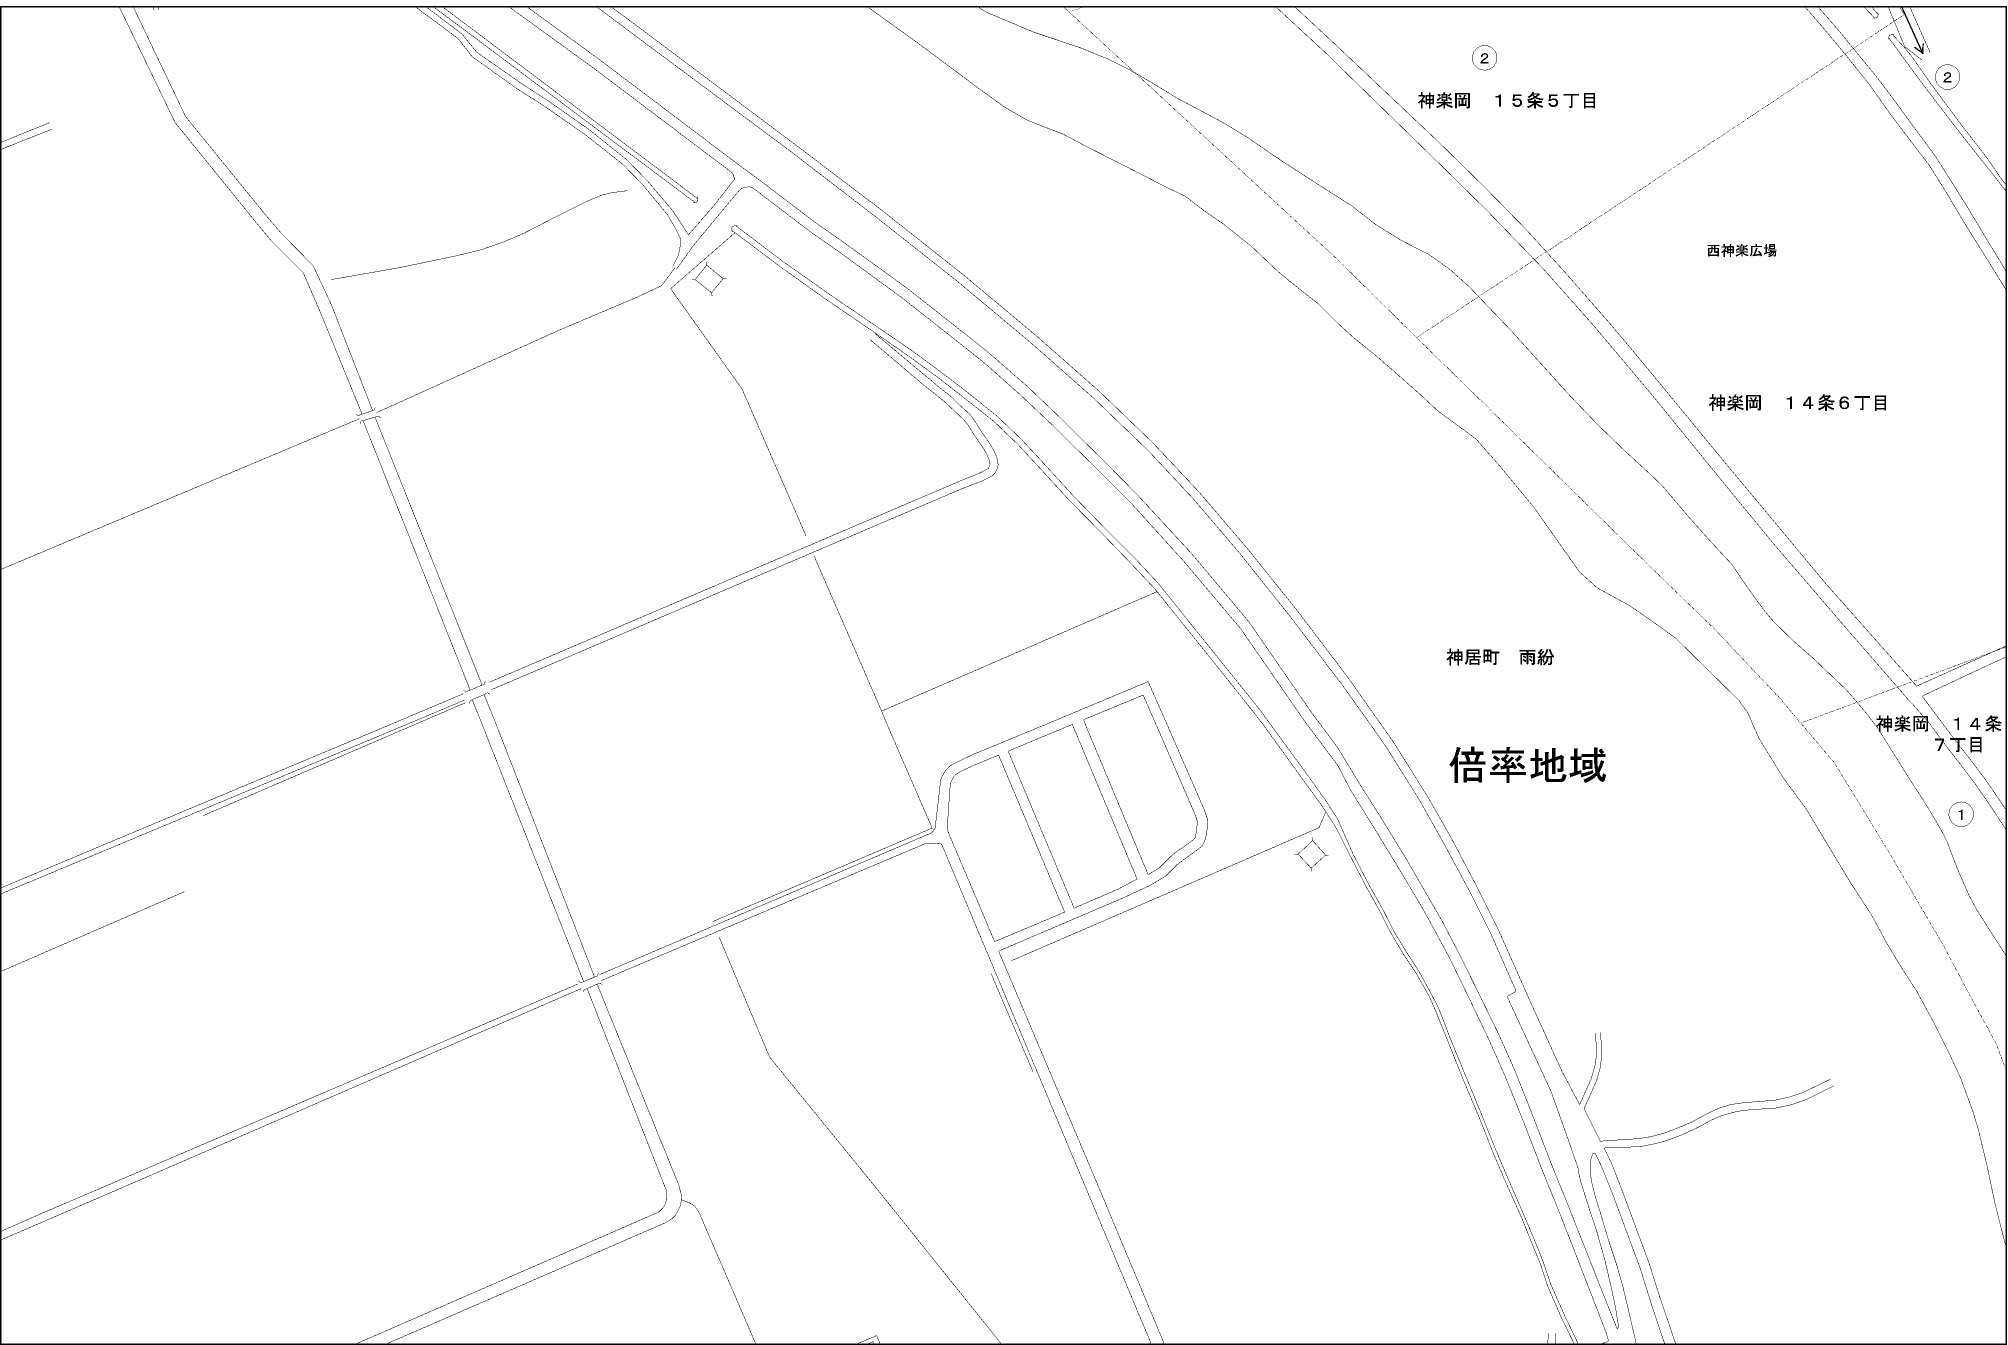 ②
②
神楽岡　１５条５丁目
西神楽広場
神楽岡　１４条６丁目
神居町　雨紛
神楽岡　１４条
７丁目
倍率地域
①